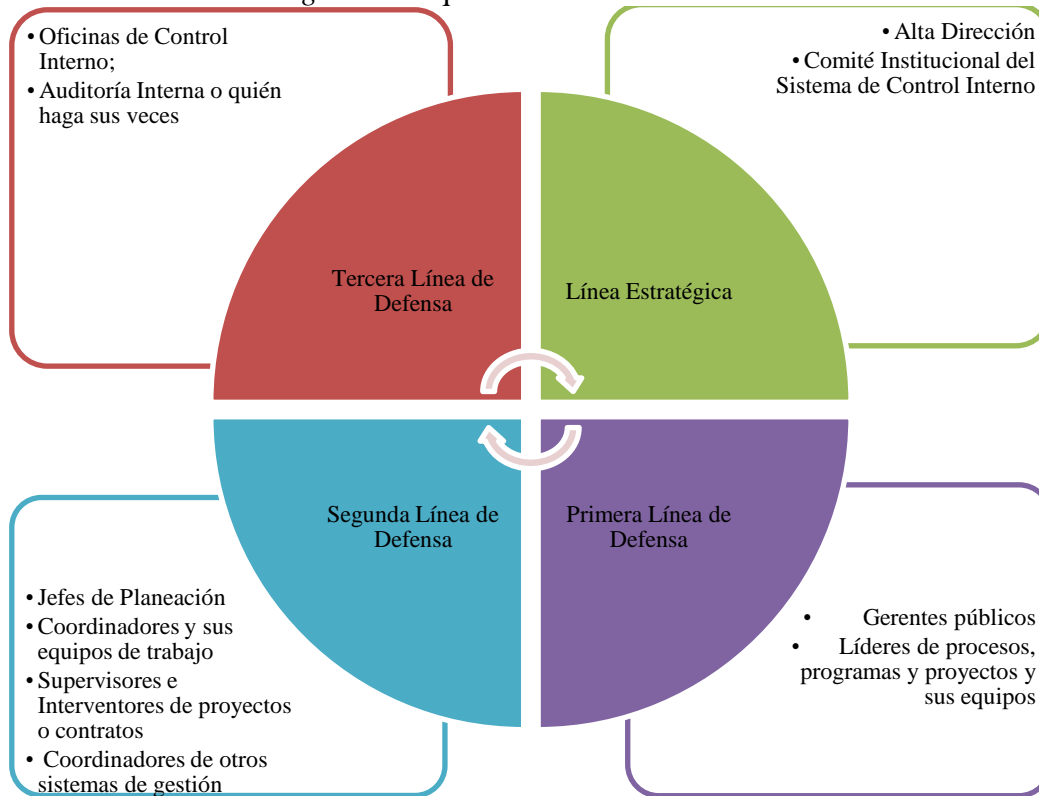 • Oficinas de Control
Interno;
• Auditoría Interna o quién
haga sus veces
• Alta Dirección
• Comité Institucional del
Sistema de Control Interno
Tercera Línea de
Defensa
Línea Estratégica
Segunda Línea de
Defensa
Primera Línea de
Defensa
• Jefes de Planeación
• Coordinadores y sus
equipos de trabajo
• Supervisores e
Interventores de proyectos
o contratos
• Coordinadores de otros
sistemas de gestión
• Gerentes públicos
• Líderes de procesos,
programas y proyectos y
sus equipos